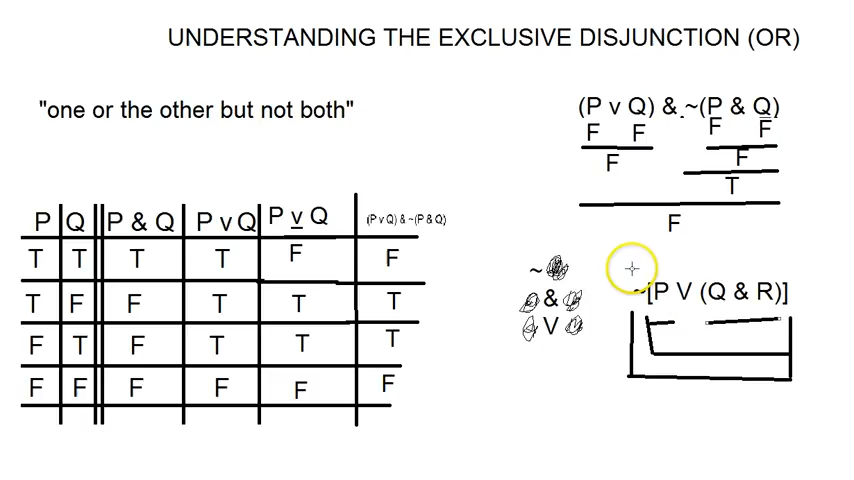 UNDERSTANDING THE EXCLUSIVE DISJUNCTION (OR)
"one or the other but not both"
(P v Q) & ~(P & Q)
F F F F
F F
T
F
P Q P & Q P v Q P v Q (P v Q) & ~(P & Q)
T T T T F F
T F F T T T
F T F T T T
F F F F F F
~
&
V
~[P V (Q & R)]